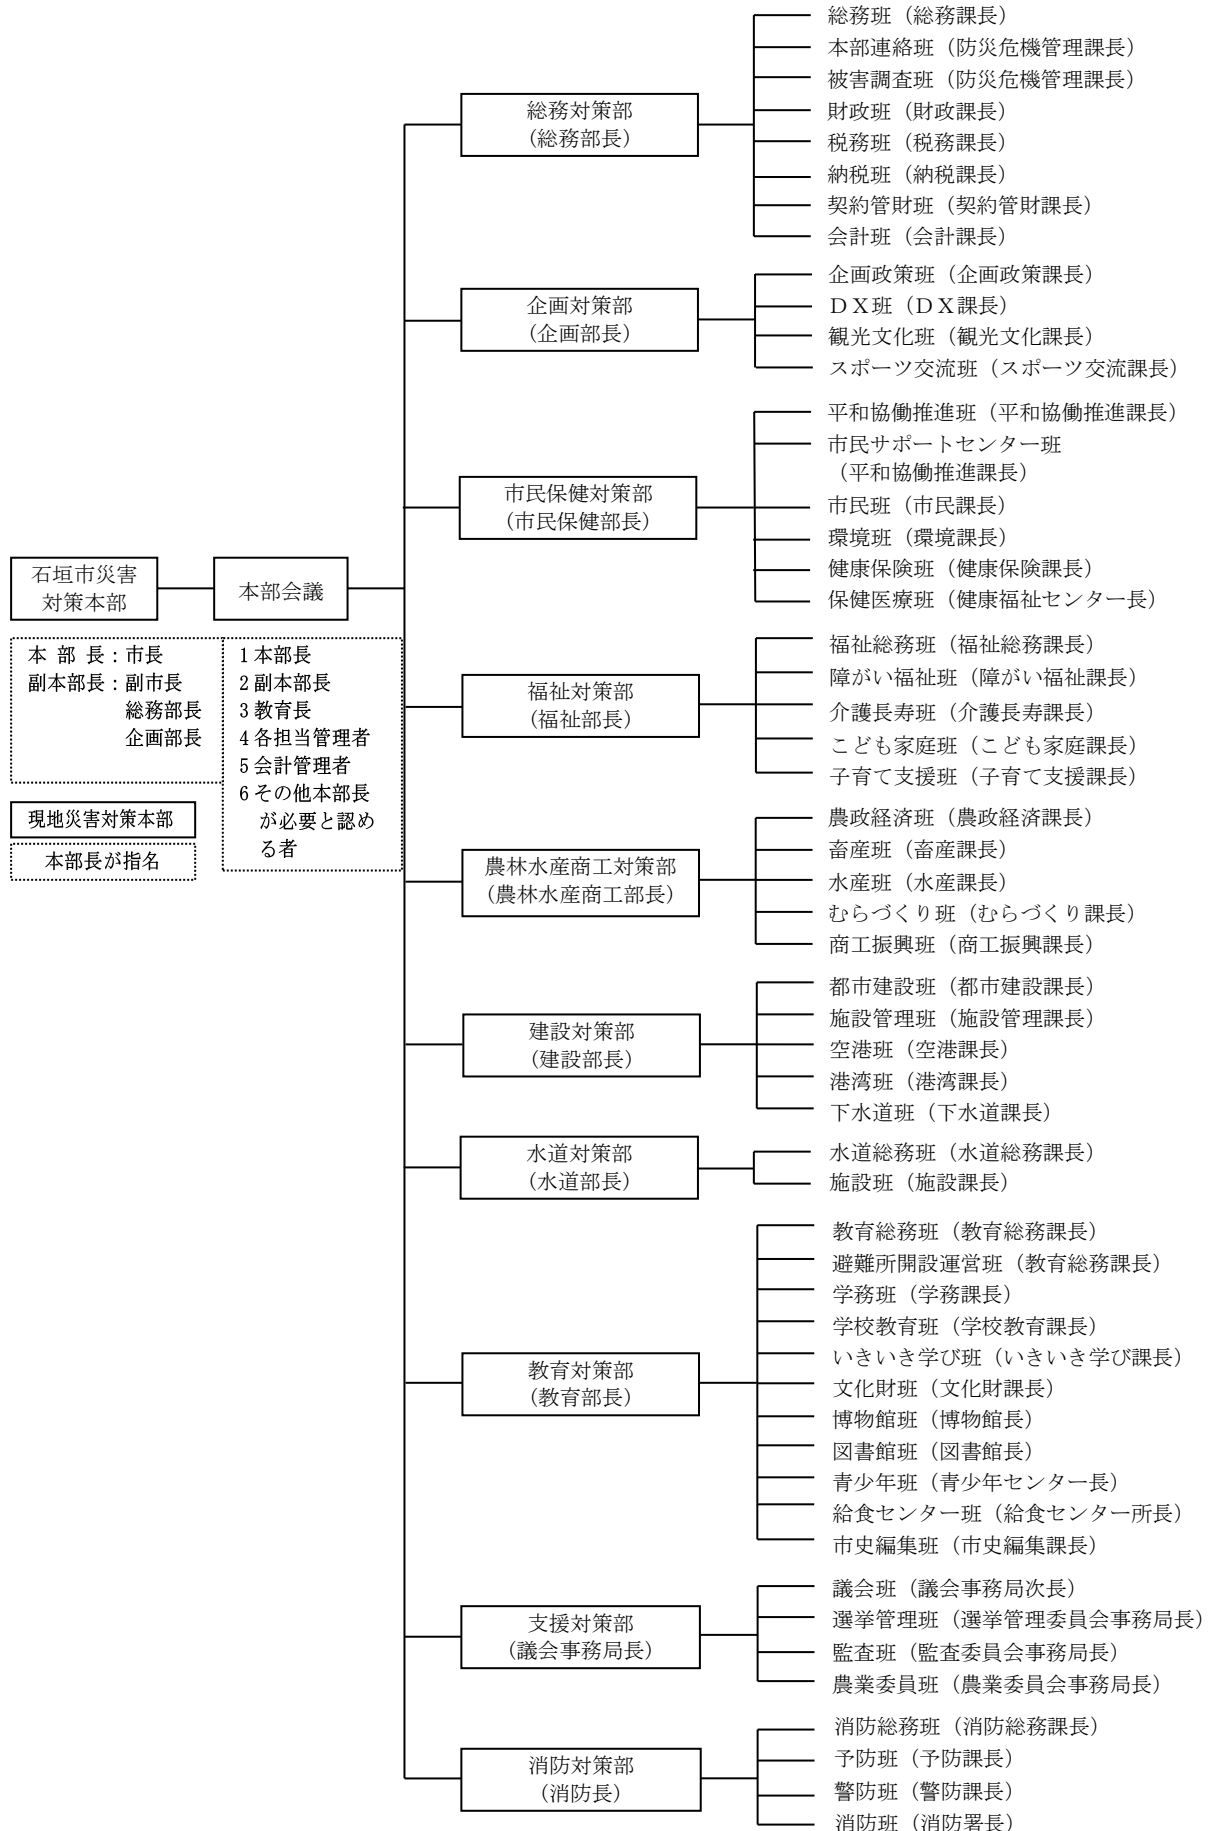 石垣市災害
対策本部
本 部 長：市長
副本部長：副市長
総務部長
企画部長
現地災害対策本部
本部長が指名
本部会議
1 本部長
2 副本部長
3 教育長
4 各担当管理者
5 会計管理者
6 その他本部長
が必要と認め
る者
総務対策部
(総務部長)
総務班（総務課長）
本部連絡班（防災危機管理課長）
被害調査班（防災危機管理課長）
財政班（財政課長）
税務班（税務課長）
納税班（納税課長）
契約管財班（契約管財課長）
会計班（会計課長）
企画対策部
(企画部長)
企画政策班（企画政策課長）
ＤＸ班（ＤＸ課長）
観光文化班（観光文化課長）
スポーツ交流班（スポーツ交流課長）
市民保健対策部
(市民保健部長)
平和協働推進班（平和協働推進課長）
市民サポートセンター班
（平和協働推進課長）
市民班（市民課長）
環境班（環境課長）
健康保険班（健康保険課長）
保健医療班（健康福祉センター長）
福祉対策部
(福祉部長)
福祉総務班（福祉総務課長）
障がい福祉班（障がい福祉課長）
介護長寿班（介護長寿課長）
こども家庭班（こども家庭課長）
子育て支援班（子育て支援課長）
農林水産商工対策部
(農林水産商工部長)
農政経済班（農政経済課長）
畜産班（畜産課長）
水産班（水産課長）
むらづくり班（むらづくり課長）
商工振興班（商工振興課長）
建設対策部
(建設部長)
都市建設班（都市建設課長）
施設管理班（施設管理課長）
空港班（空港課長）
港湾班（港湾課長）
下水道班（下水道課長）
水道対策部
(水道部長)
水道総務班（水道総務課長）
施設班（施設課長）
教育対策部
(教育部長)
教育総務班（教育総務課長）
避難所開設運営班（教育総務課長）
学務班（学務課長）
学校教育班（学校教育課長）
いきいき学び班（いきいき学び課長）
文化財班（文化財課長）
博物館班（博物館長）
図書館班（図書館長）
青少年班（青少年センター長）
給食センター班（給食センター所長）
市史編集班（市史編集課長）
支援対策部
(議会事務局長)
議会班（議会事務局次長）
選挙管理班（選挙管理委員会事務局長）
監査班（監査委員会事務局長）
農業委員班（農業委員会事務局長）
消防対策部
(消防長)
消防総務班（消防総務課長）
予防班（予防課長）
警防班（警防課長）
消防班（消防署長）